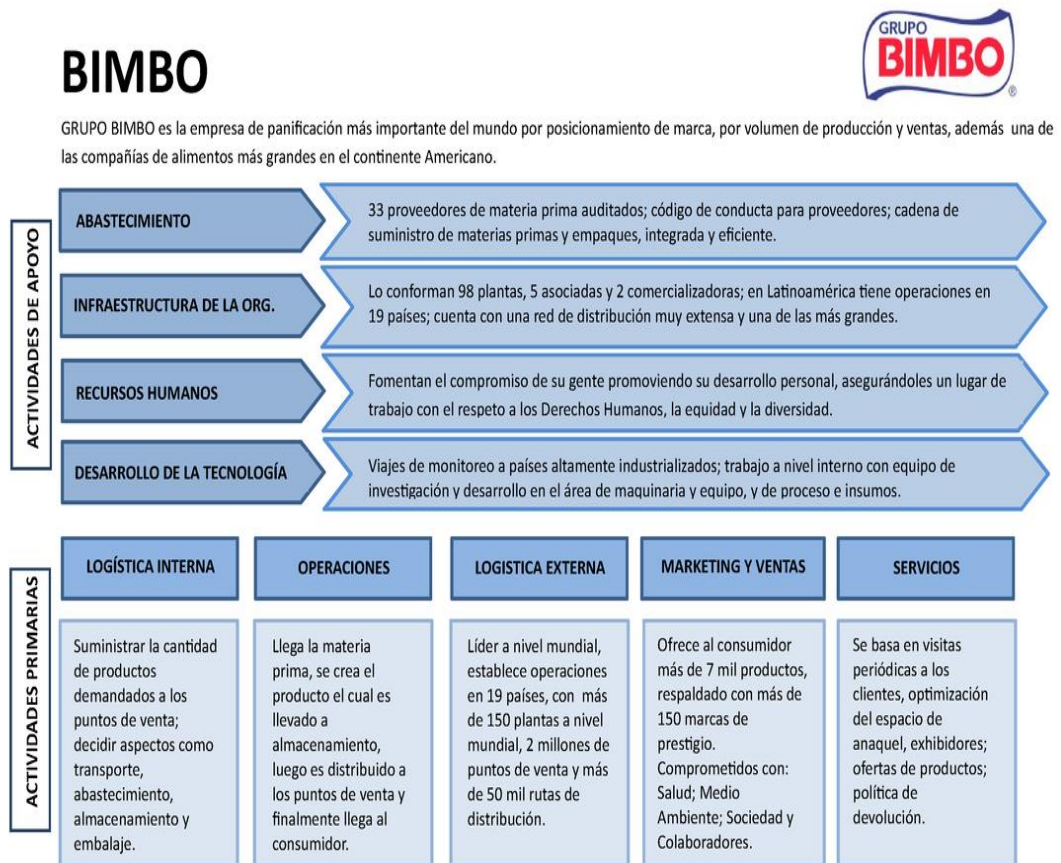 BIMBO
GRUPO
BIMBO
®
GRUPO BIMBO es la empresa de panificación más importante del mundo por posicionamiento de marca, por volumen de producción y ventas, además una de
las compañías de alimentos más grandes en el continente Americano.
ACTIVIDADES DE APOYO
ABASTECIMIENTO
33 proveedores de materia prima auditados; código de conducta para proveedores; cadena de
suministro de materias primas y empaques, integrada y eficiente.
INFRAESTRUCTURA DE LA ORG.
Lo conforman 98 plantas, 5 asociadas y 2 comercializadoras; en Latinoamérica tiene operaciones en
19 países; cuenta con una red de distribución muy extensa y una de las más grandes.
RECURSOS HUMANOS
Fomentan el compromiso de su gente promoviendo su desarrollo personal, asegurándoles un lugar de
trabajo con el respeto a los Derechos Humanos, la equidad y la diversidad.
DESARROLLO DE LA TECNOLOGÍA
Viajes de monitoreo a países altamente industrializados; trabajo a nivel interno con equipo de
investigación y desarrollo en el área de maquinaria y equipo, y de proceso e insumos.
ACTIVIDADES PRIMARIAS
LOGÍSTICA INTERNA
Suministrar la cantidad
de productos
demandados a los
puntos de venta;
decidir aspectos como
transporte,
abastecimiento,
almacenamiento y
embalaje.
OPERACIONES
Llega la materia
prima, se crea el
producto el cual es
llevado a
almacenamiento,
luego es distribuido a
los puntos de venta y
finalmente llega al
consumidor.
LOGISTICA EXTERNA
Líder a nivel mundial,
establece operaciones
en 19 países, con más
de 150 plantas a nivel
mundial, 2 millones de
puntos de venta y más
de 50 mil rutas de
distribución.
MARKETING Y VENTAS
Ofrece al consumidor
más de 7 mil productos,
respaldado con más de
150 marcas de
prestigio.
Comprometidos con:
Salud; Medio
Ambiente; Sociedad y
Colaboradores.
SERVICIOS
Se basa en visitas
periódicas a los
clientes, optimización
del espacio de
anaquel, exhibidores;
ofertas de productos;
política de
devolución.